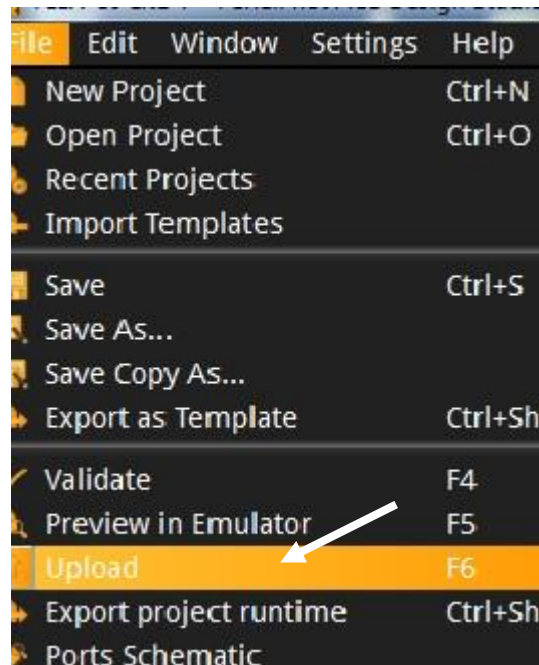 File Edit Window Settings Help
New Project Ctrl+N
Open Project Ctrl+O
Recent Projects
Import Templates
Save Ctrl+S
Save As...
Save Copy As...
Export as Template Ctrl+Sh
Validate F4
Preview in Emulator F5
Upload F6
Export project runtime Ctrl+Sh
Ports Schematic